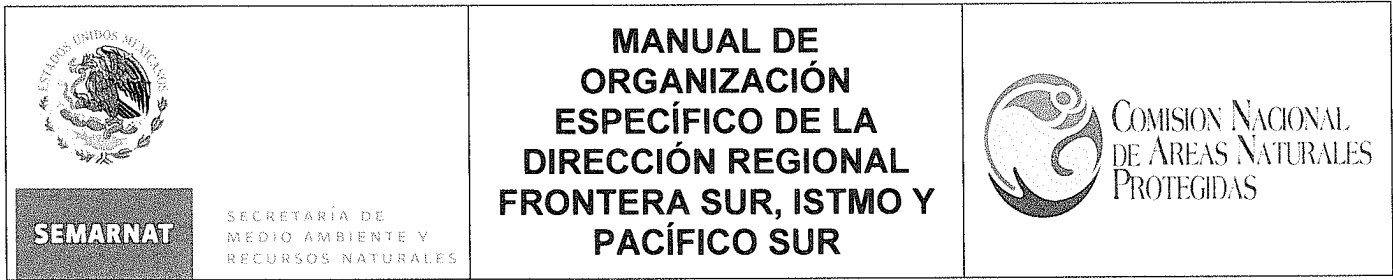 ESTADOS UNIDOS MEXICANOS
SEMARNAT
SECRETARÍA DE
MEDIO AMBIENTE Y
RECURSOS NATURALES
MANUAL DE
ORGANIZACIÓN
ESPECÍFICO DE LA
DIRECCIÓN REGIONAL
FRONTERA SUR, ISTMO Y
PACÍFICO SUR
COMISION NACIONAL
DE AREAS NATURALES
PROTEGIDAS